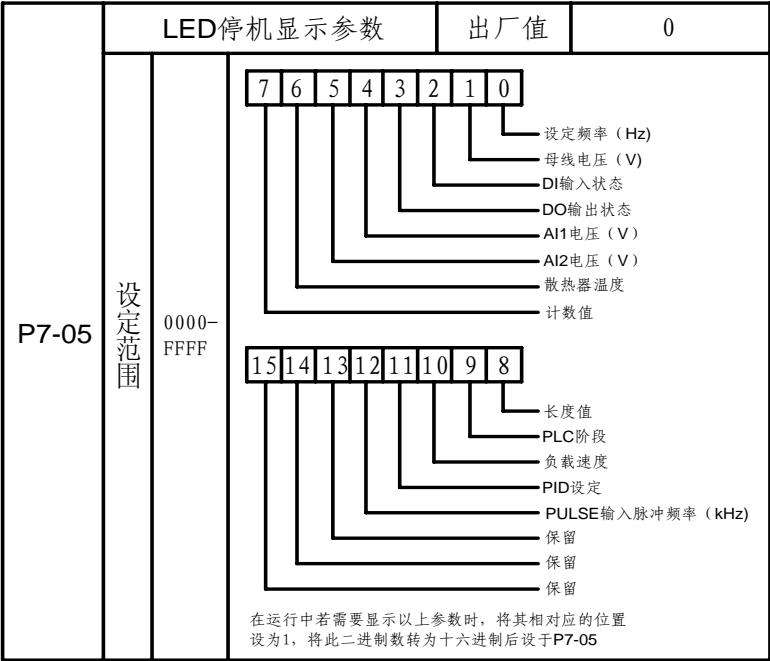 LED停机显示参数 出厂值 0
7 6 5 4 3 2 1 0
设定频率（Hz)
母线电压（V)
DI输入状态
DO输出状态
AI1电压（V）
AI2电压（V）
散热器温度
计数值
P7-05
设定范围
0000-
FFFF
15 14 13 12 11 10 9 8
长度值
PLC阶段
负载速度
PID设定
PULSE输入脉冲频率（kHz)
保留
保留
保留
在运行中若需要显示以上参数时，将其相对应的位置
设为1，将此二进制数转为十六进制后设于P7-05